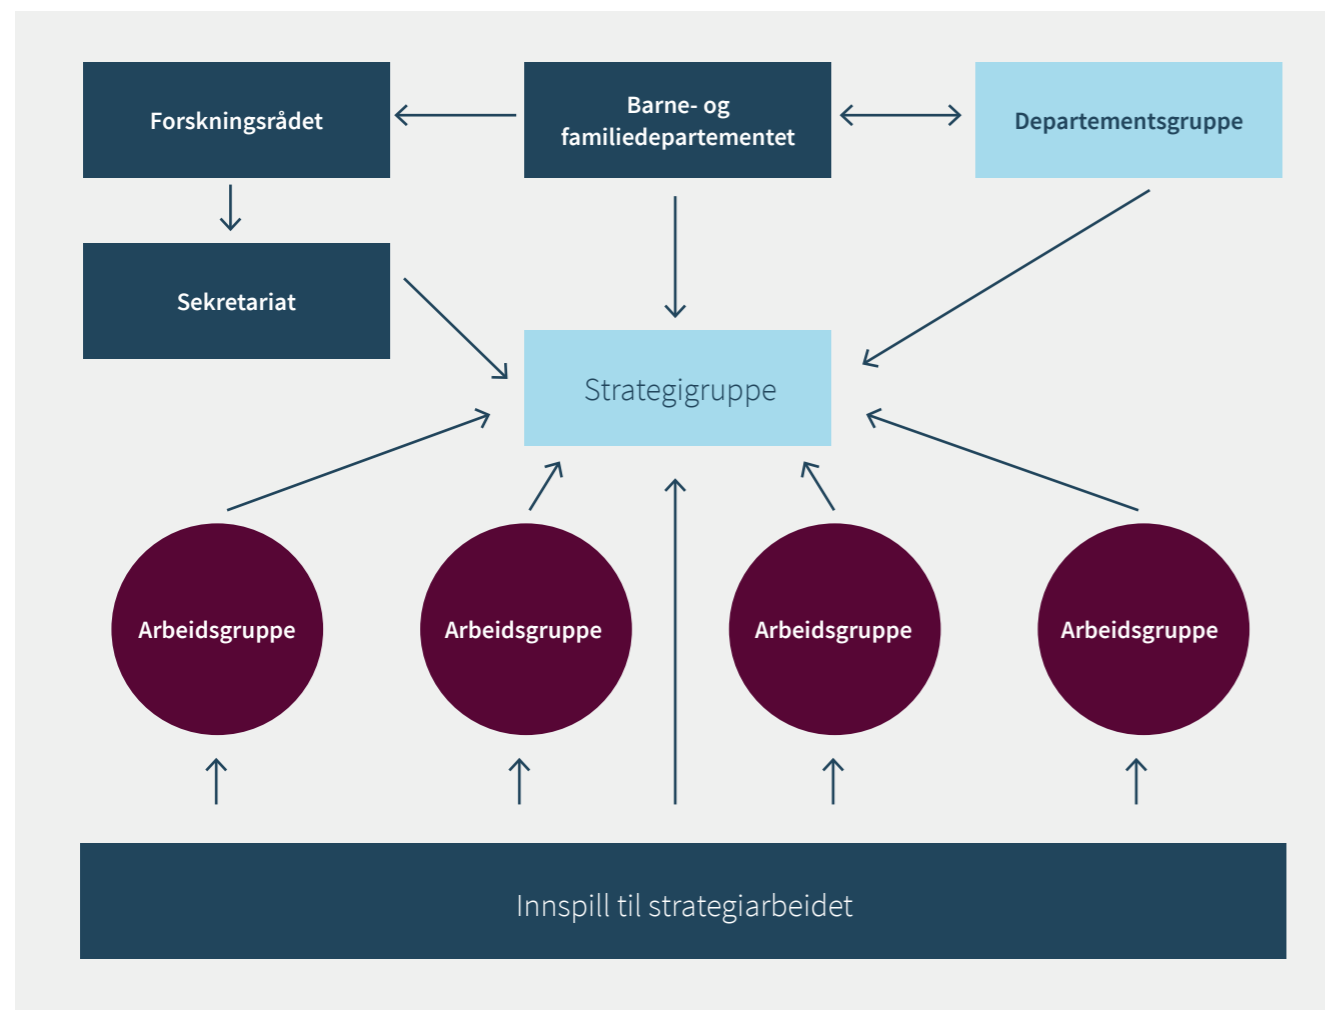 Forskningsrådet
Barne- og
familiedepartementet
Departementsgruppe
Sekretariat
Strategigruppe
Arbeidsgruppe
Arbeidsgruppe
Arbeidsgruppe
Arbeidsgruppe
Innspill til strategiarbeidet